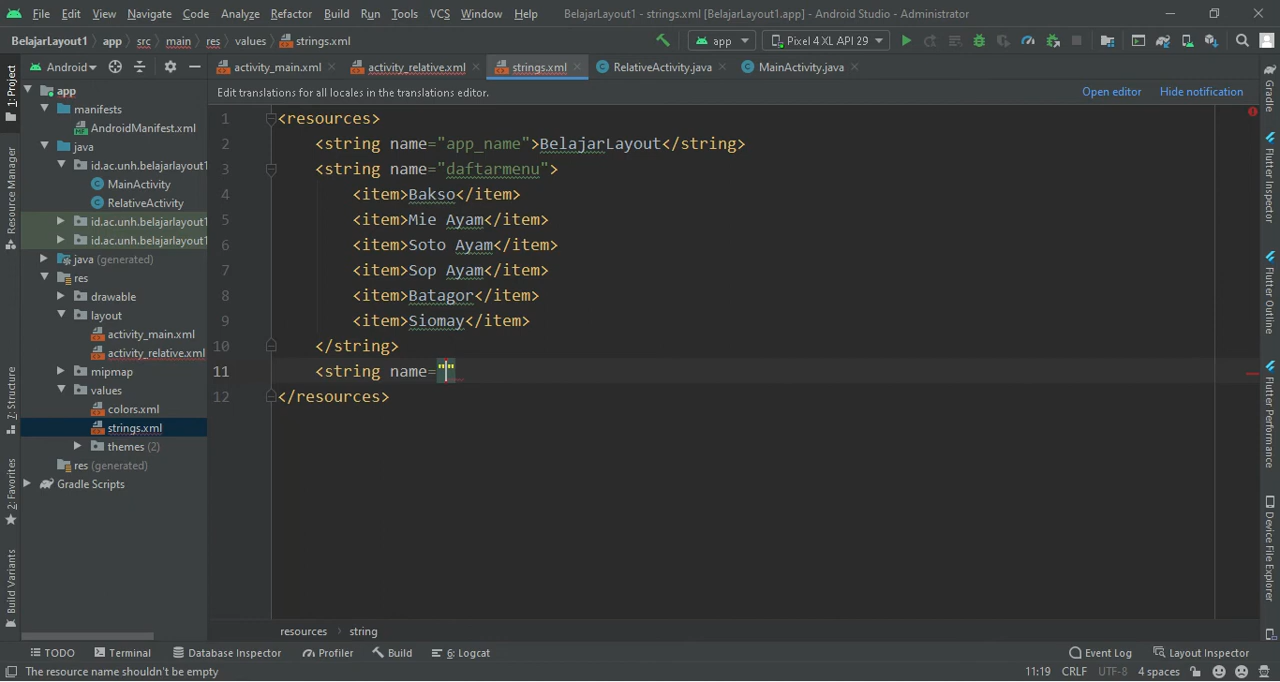 File Edit View Navigate Code Analyze Refactor Build Run Tools VCS Window Help BelajarLayout1 - strings.xml [BelajarLayout1.app] - Android Studio - Administrator
BelajarLayout1 app src main res values strings.xml app Pixel 4 XL API 29
Android activity_main.xml activity_relative.xml strings.xml RelativeActivity.java MainActivity.java
Edit translations for all locales in the translations editor. Open editor Hide notification
1: Project
Resource Manager
7: Structure
2: Favorites
Build Variants
app
manifests
AndroidManifest.xml
java
id.ac.unh.belajarlayout1
MainActivity
RelativeActivity
id.ac.unh.belajarlayout1
id.ac.unh.belajarlayout1
java (generated)
res
drawable
layout
activity_main.xml
activity_relative.xml
mipmap
values
colors.xml
strings.xml
themes (2)
res (generated)
Gradle Scripts
1 <resources>
2 <string name="app_name">BelajarLayout</string>
3 <string name="daftarmenu">
4 <item>Bakso</item>
5 <item>Mie Ayam</item>
6 <item>Soto Ayam</item>
7 <item>Sop Ayam</item>
8 <item>Batagor</item>
9 <item>Siomay</item>
10 </string>
11 <string name=""
12 </resources>
Gradle
Flutter Inspector
Flutter Outline
Flutter Performance
Device File Explorer
resources string
TODO Terminal Database Inspector Profiler Build 6: Logcat Event Log Layout Inspector
The resource name shouldn't be empty 11:19 CRLF UTF-8 4 spaces